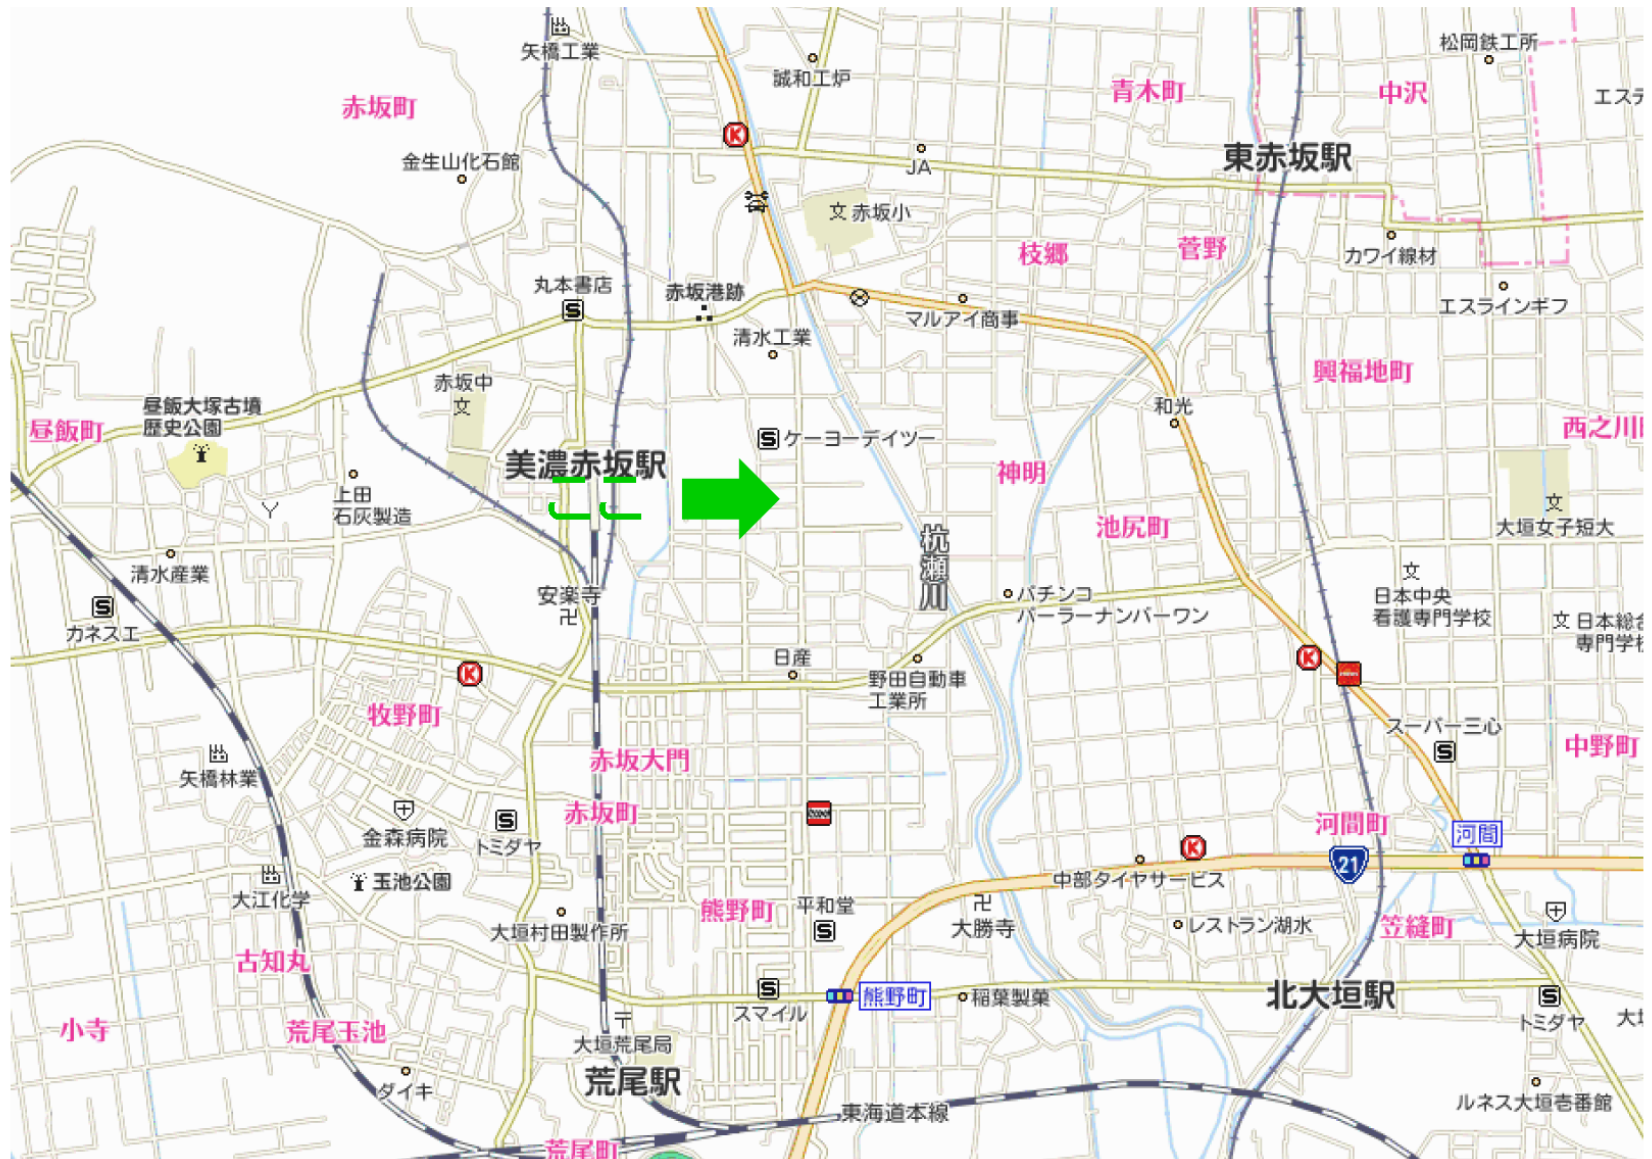 矢橋工業
誠和工炉
松岡鉄工所
青木町
中沢
エステ
赤坂町
K
金生山化石館
JA
東赤坂駅
文 赤坂小
枝郷
菅野
カワイ線材
丸本書店
S
赤坂港跡
マルアイ商事
エスラインギフ
清水工業
赤坂中
文
興福地町
昼飯大塚古墳
歴史公園
昼飯町
和光
西之川町
S ケーヨーデイツー
美濃赤坂駅
神明
上田
石灰製造
池尻町
文
大垣女子短大
杭瀬川
清水産業
S
カネスエ
安楽寺
卍
パチンコ
パーラーナンバーワン
文
日本中央
看護専門学校
文 日本総合
専門学校
日産
K
K
野田自動車
工業所
牧野町
スーパー三心
S
中野町
矢橋林業
赤坂大門
赤坂町
金森病院
S
トミダヤ
河間町
河間
K
21
中部タイヤサービス
大江化学
玉池公園
熊野町
平和堂
S
卍
大勝寺
レストラン湖水
笠縫町
大垣病院
大垣村田製作所
古知丸
S
スマイル
熊野町
稲葉製菓
北大垣駅
S
トミダヤ
大垣
小寺
荒尾玉池
〒
大垣荒尾局
荒尾駅
ダイキ
東海道本線
ルネス大垣壱番館
荒尾町